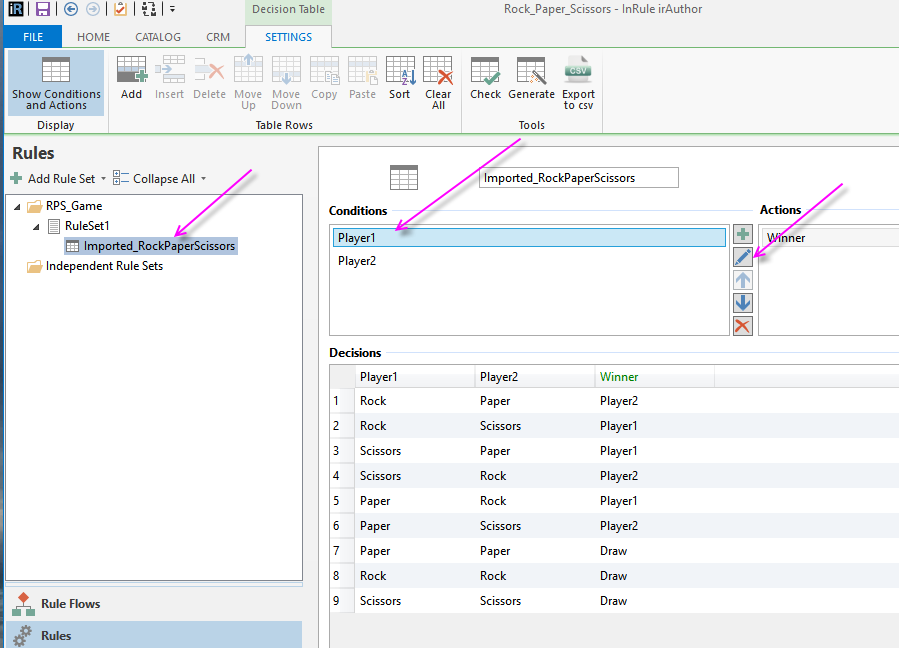 iR
Decision Table
Rock_Paper_Scissors - InRule irAuthor
FILE HOME CATALOG CRM SETTINGS
Show Conditions and Actions
Add Insert Delete Move Up Move Down Copy Paste Sort Clear All
Check Generate CSV Export to csv
Display Table Rows Tools
Rules
Add Rule Set Collapse All
RPS_Game
RuleSet1
Imported_RockPaperScissors
Independent Rule Sets
Rule Flows
Rules
Imported_RockPaperScissors
Conditions Actions
Player1 Winner
Player2
Decisions
Player1 Player2 Winner
1 Rock Paper Player2
2 Rock Scissors Player1
3 Scissors Paper Player1
4 Scissors Rock Player2
5 Paper Rock Player1
6 Paper Scissors Player2
7 Paper Paper Draw
8 Rock Rock Draw
9 Scissors Scissors Draw